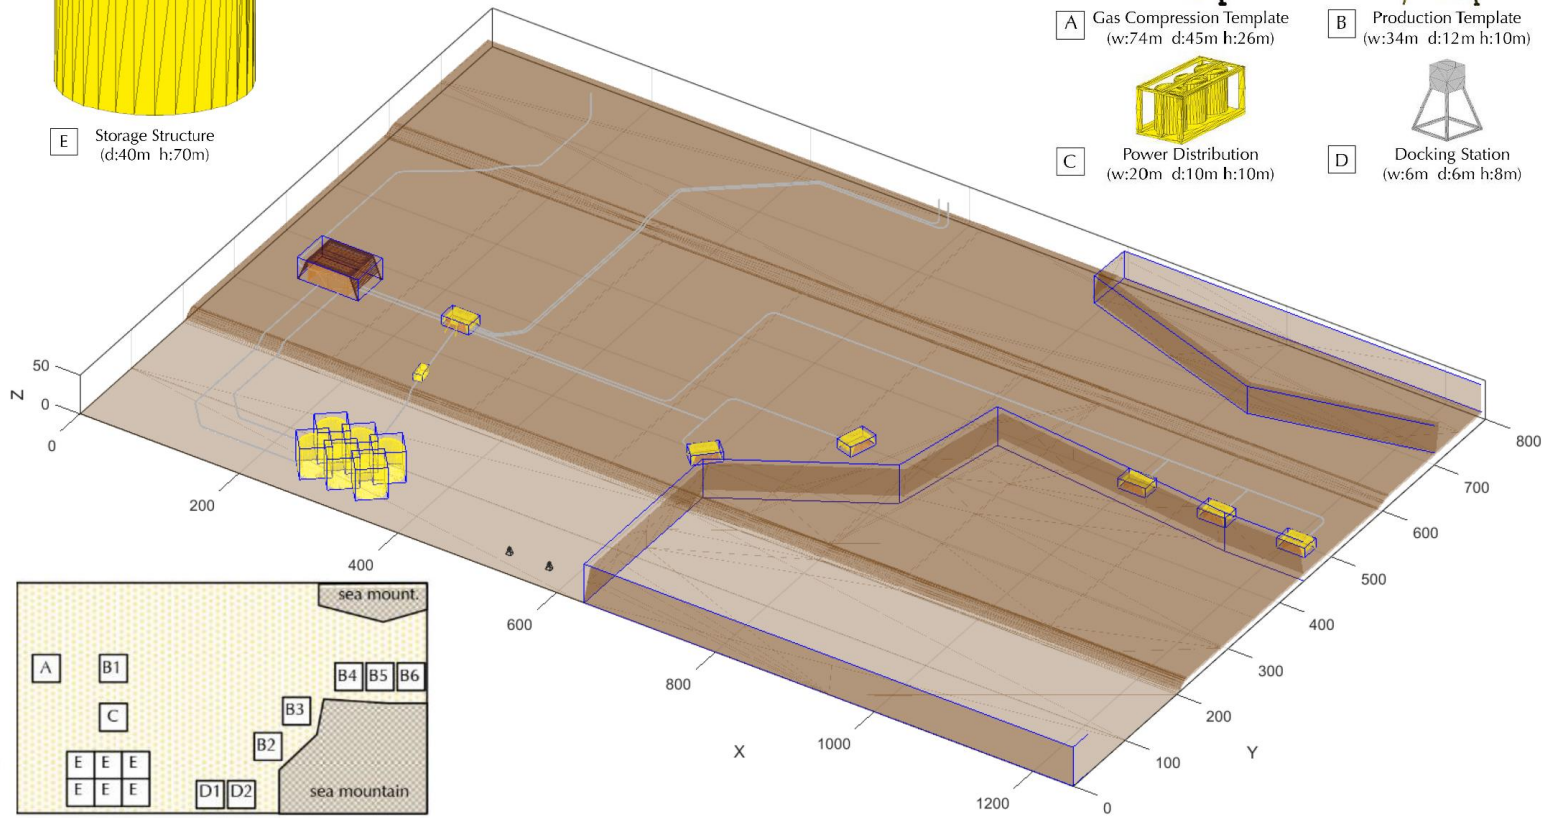 A
Gas Compression Template
(w:74m d:45m h:26m)
B
Production Template
(w:34m d:12m h:10m)
E
Storage Structure
(d:40m h:70m)
C
Power Distribution
(w:20m d:10m h:10m)
D
Docking Station
(w:6m d:6m h:8m)
Z
50
0
0
200
400
600
800
1000
1200
X
0
100
200
300
400
500
600
700
800
Y
sea mount.
A
B1
B4 B5 B6
C
B3
B2
E E E
E E E
D1 D2
sea mountain